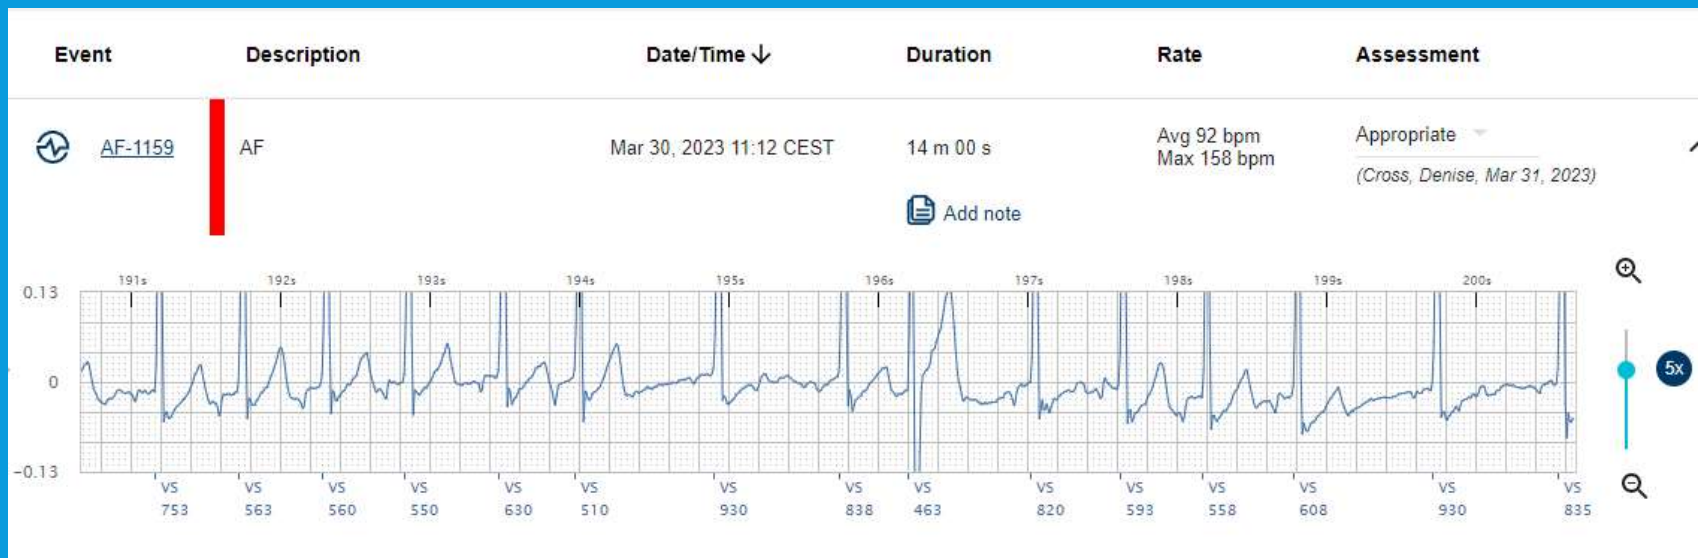 Event Description Date/Time Duration Rate Assessment
AF-1159 AF Mar 30, 2023 11:12 CEST 14 m 00 s Avg 92 bpm Appropriate
Max 158 bpm
(Cross, Denise, Mar 31, 2023)
Add note
191s 192s 193s 194s 195s 196s 197s 198s 199s 200s
0.13
0
-0.13
5x
VS VS VS VS VS VS VS VS VS VS VS VS VS VS VS
753 563 560 550 630 510 930 838 463 820 593 558 608 930 835